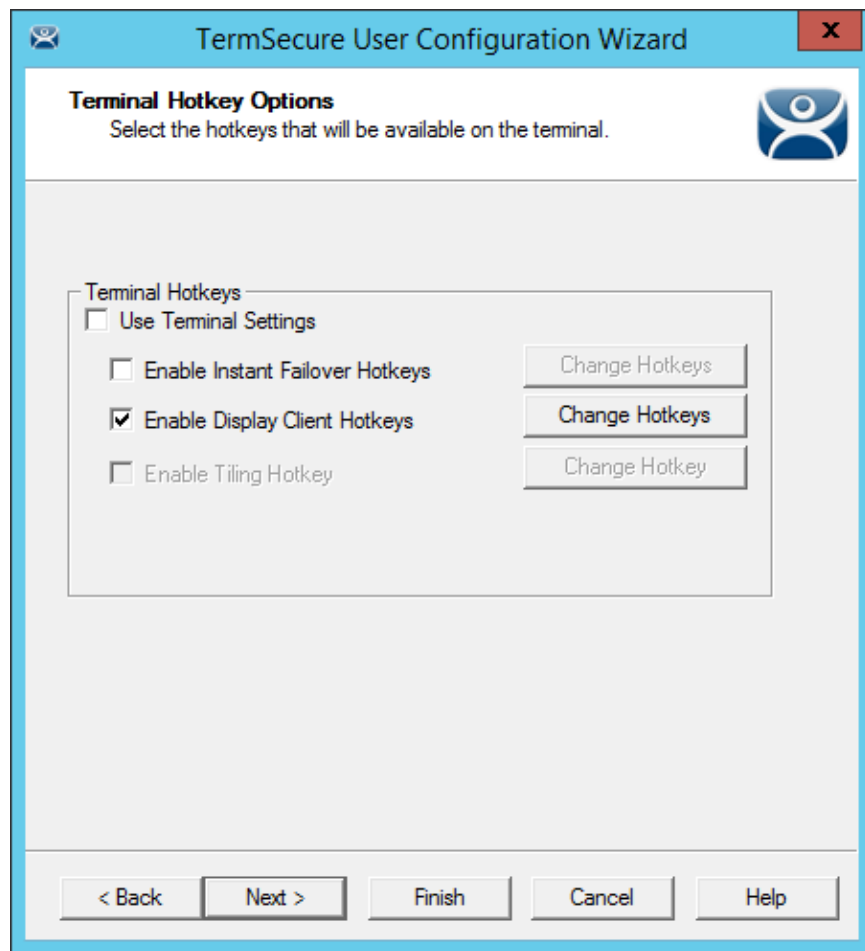 TermSecure User Configuration Wizard
x
Terminal Hotkey Options
Select the hotkeys that will be available on the terminal.
Terminal Hotkeys
Use Terminal Settings
Enable Instant Failover Hotkeys
Change Hotkeys
Enable Display Client Hotkeys
Change Hotkeys
Enable Tiling Hotkey
Change Hotkey
< Back
Next >
Finish
Cancel
Help